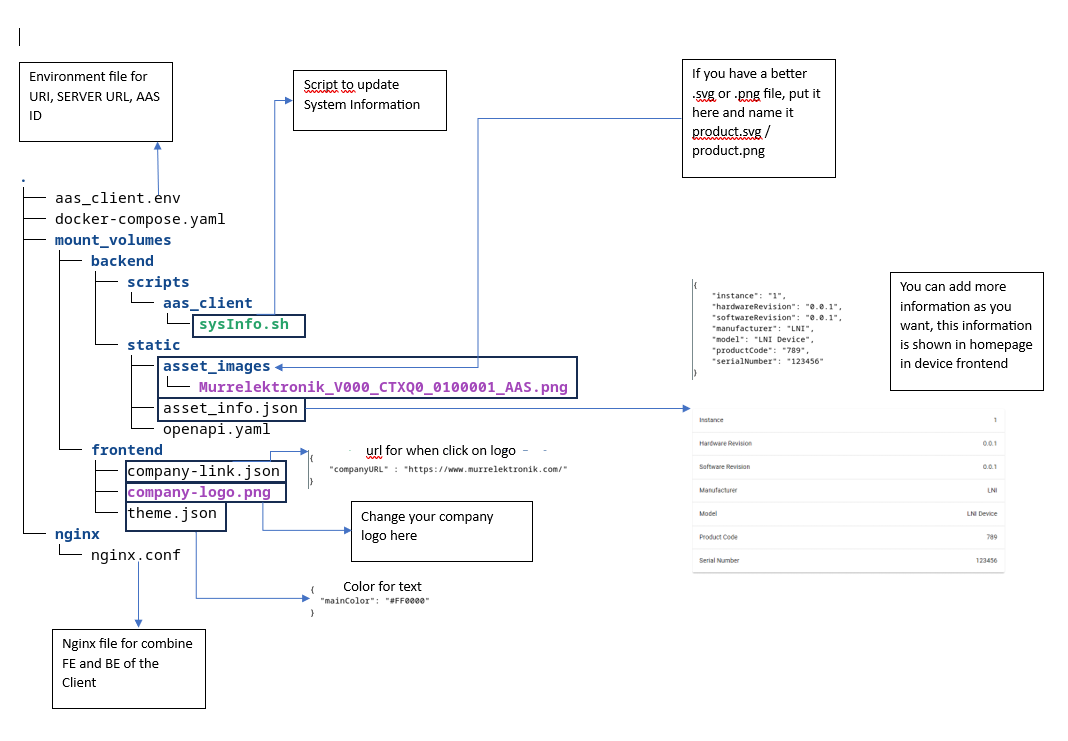 Environment file for
URI, SERVER URL, AAS
ID
Script to update
System Information
If you have a better
.svg or .png file, put it
here and name it
product.svg /
product.png
.
aas_client.env
docker-compose.yaml
mount_volumes
backend
scripts
aas_client
sysInfo.sh
static
asset_images
Murrelektronik_V000_CTXQ0_0100001_AAS.png
asset_info.json
openapi.yaml
frontend
company-link.json
company-logo.png
theme.json
nginx
nginx.conf
{
"instance": "1",
"hardwareRevision": "0.0.1",
"softwareRevision": "0.0.1",
"manufacturer": "LNI",
"model": "LNI Device",
"productCode": "789",
"serialNumber": "123456"
}
You can add more
information as you
want, this information
is shown in homepage
in device frontend
Instance 1
Hardware Revision 0.0.1
Software Revision 0.0.1
Manufacturer LNI
Model LNI Device
Product Code 789
Serial Number 123456
url for when click on logo
{
"companyURL" : "https://www.murrelektronik.com/"
}
Change your company
logo here
Color for text
{
"mainColor": "#FF0000"
}
Nginx file for combine
FE and BE of the
Client